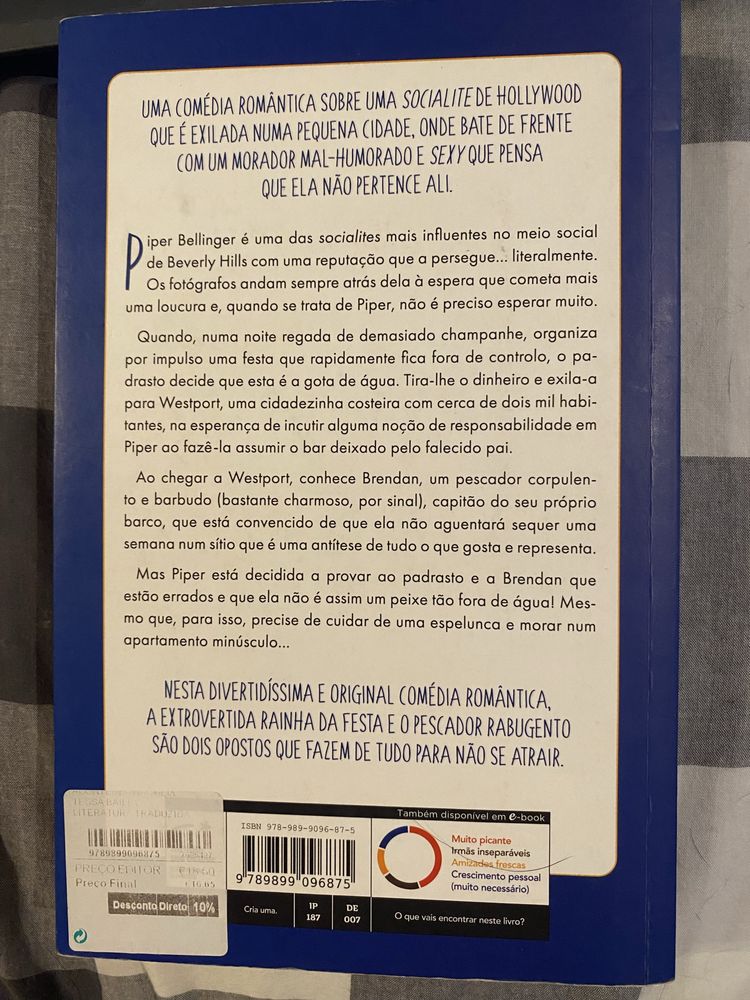 UMA COMÉDIA ROMÂNTICA SOBRE UMA SOCIALITE DE HOLLYWOOD
QUE É EXILADA NUMA PEQUENA CIDADE, ONDE BATE DE FRENTE
COM UM MORADOR MAL-HUMORADO E SEXY QUE PENSA
QUE ELA NÃO PERTENCE ALI.
Piper Bellinger é uma das socialites mais influentes no meio social
de Beverly Hills com uma reputação que a persegue... literalmente.
Os fotógrafos andam sempre atrás dela à espera que cometa mais
uma loucura e, quando se trata de Piper, não é preciso esperar muito.
Quando, numa noite regada de demasiado champanhe, organiza
por impulso uma festa que rapidamente fica fora de controlo, o pa-
drasto decide que esta é a gota de água. Tira-lhe o dinheiro e exila-a
para Westport, uma cidadezinha costeira com cerca de dois mil habi-
tantes, na esperança de incutir alguma noção de responsabilidade em
Piper ao fazê-la assumir o bar deixado pelo falecido pai.
Ao chegar a Westport, conhece Brendan, um pescador corpulen-
to e barbudo (bastante charmoso, por sinal), capitão do seu próprio
barco, que está convencido de que ela não aguentará sequer uma
semana num sítio que é uma antítese de tudo o que gosta e representa.
Mas Piper está decidida a provar ao padrasto e a Brendan que
estão errados e que ela não é assim um peixe tão fora de água! Mes-
mo que, para isso, precise de cuidar de uma espelunca e morar num
apartamento minúsculo...
NESTA DIVERTIDÍSSIMA E ORIGINAL COMÉDIA ROMÂNTICA,
A EXTROVERTIDA RAINHA DA FESTA E O PESCADOR RABUGENTO
SÃO DOIS OPOSTOS QUE FAZEM DE TUDO PARA NÃO SE ATRAIR.
TESSA BAILEY
LITERATURA TRADUZIDA
9789899096875
PREÇO EDITOR
Preço Final € 16,65
Desconto Direto 10%
ISBN 978-989-9096-87-5
9 789899 096875
Cria uma.
IP
187
DE
007
Também disponível em e-book
Muito picante
Irmãs inseparáveis
Amizades frescas
Crescimento pessoal
(muito necessário)
O que vais encontrar neste livro?